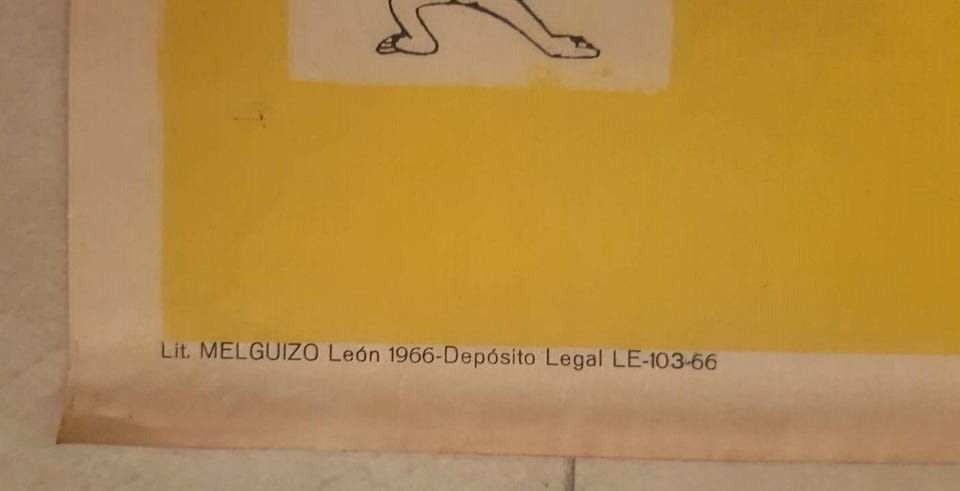 Lit. MELGUIZO León 1966-Depósito Legal LE-103-66